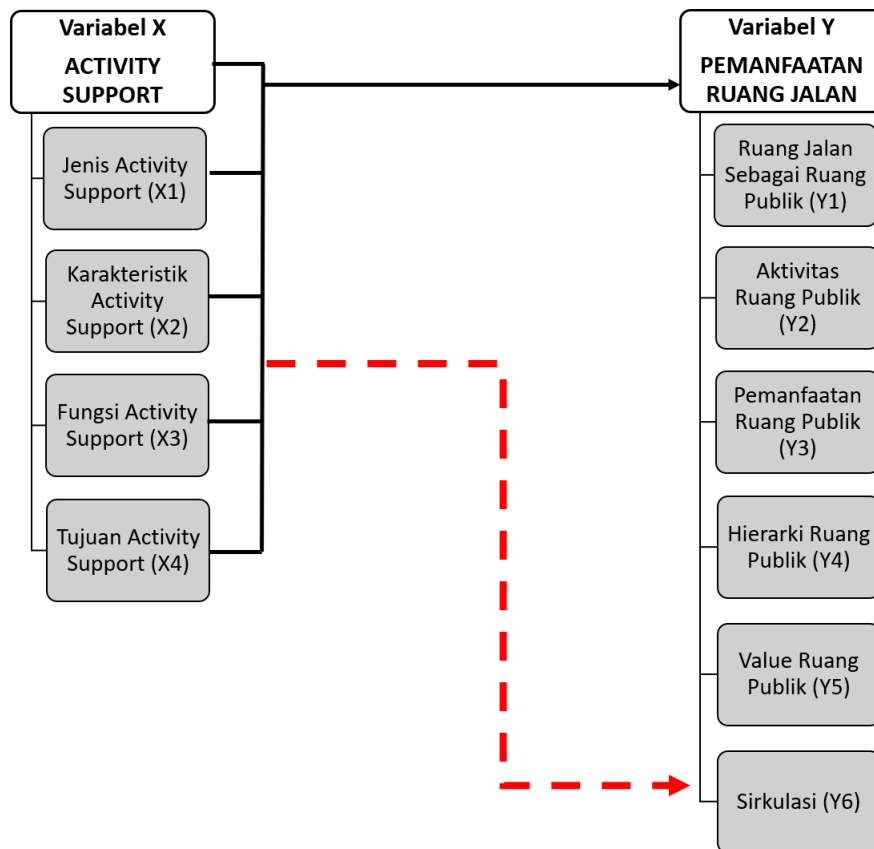 Variabel X
ACTIVITY
SUPPORT
Jenis Activity
Support (X1)
Karakteristik
Activity
Support (X2)
Fungsi Activity
Support (X3)
Tujuan Activity
Support (X4)
Variabel Y
PEMANFAATAN
RUANG JALAN
Ruang Jalan
Sebagai Ruang
Publik (Y1)
Aktivitas
Ruang Publik
(Y2)
Pemanfaatan
Ruang Publik
(Y3)
Hierarki Ruang
Publik (Y4)
Value Ruang
Publik (Y5)
Sirkulasi (Y6)